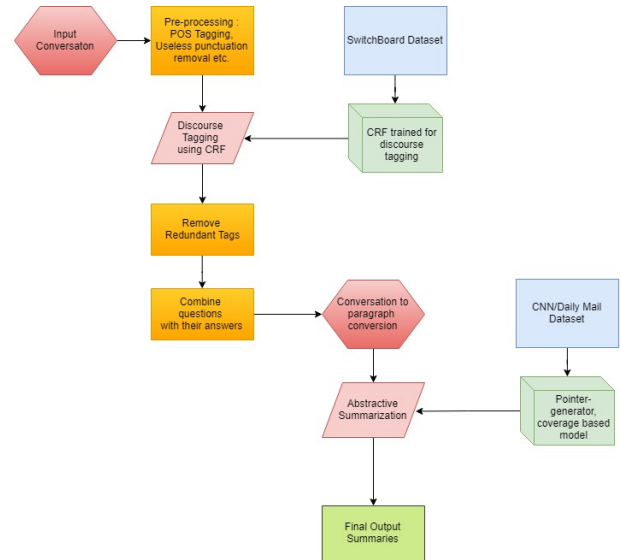 Input
Conversaton
Pre-processing :
POS Tagging,
Useless punctuation
removal etc.
SwitchBoard Dataset
Discourse
Tagging
using CRF
CRF trained for
discourse
tagging
Remove
Redundant Tags
Combine
questions
with their answers
Conversation to
paragraph
conversion
CNN/Daily Mail
Dataset
Abstractive
Summarization
Pointer-
generator,
coverage based
model
Final Output
Summaries